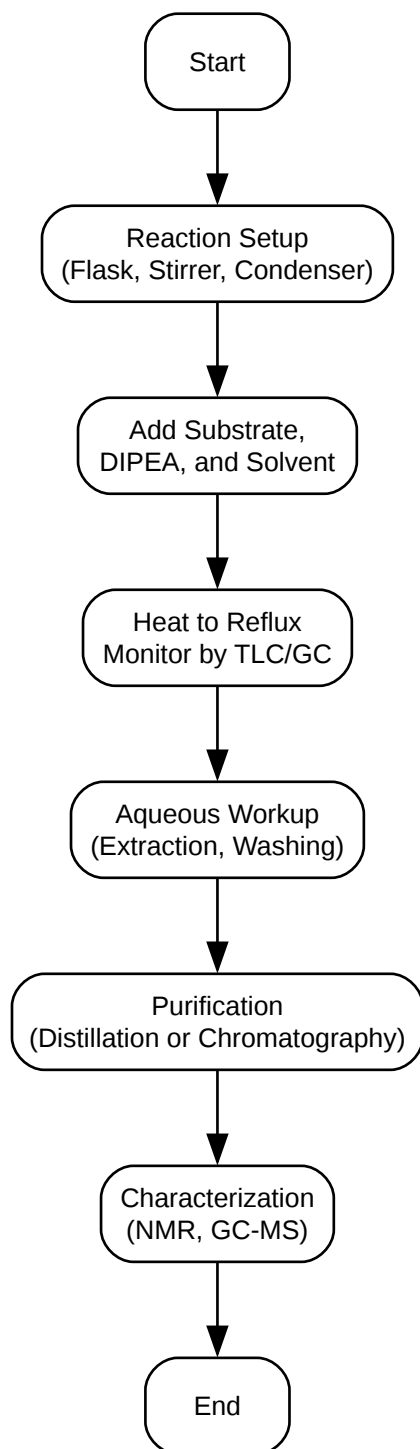 Start
Reaction Setup
(Flask, Stirrer, Condenser)
Add Substrate,
DIPEA, and Solvent
Heat to Reflux
Monitor by TLC/GC
Aqueous Workup
(Extraction, Washing)
Purification
(Distillation or Chromatography)
Characterization
(NMR, GC-MS)
End